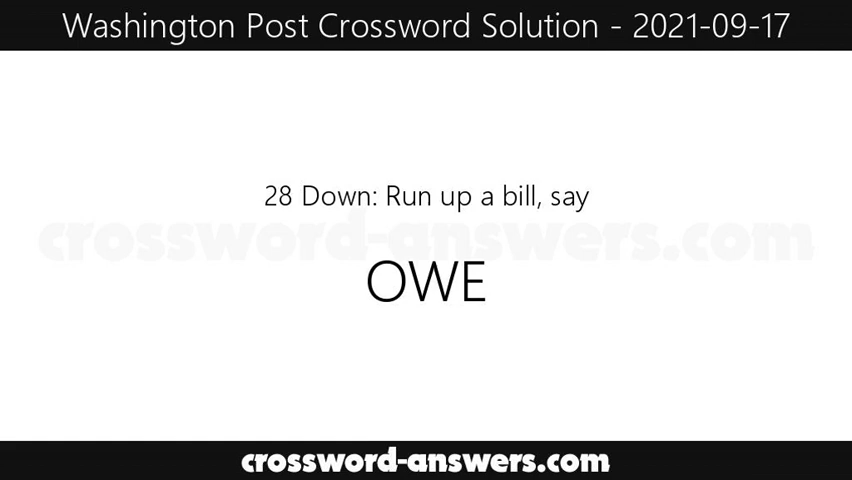 Washington Post Crossword Solution - 2021-09-17
28 Down: Run up a bill, say
crossword-answers.com
OWE
crossword-answers.com